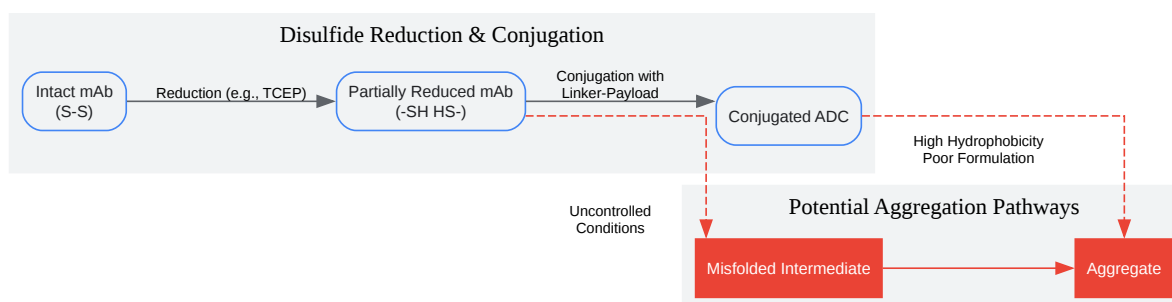 Disulfide Reduction & Conjugation
Intact mAb
(S-S)
Reduction (e.g., TCEP)
Partially Reduced mAb
(-SH HS-)
Conjugation with
Linker-Payload
Conjugated ADC
High Hydrophobicity
Poor Formulation
Uncontrolled
Conditions
Potential Aggregation Pathways
Misfolded Intermediate
Aggregate